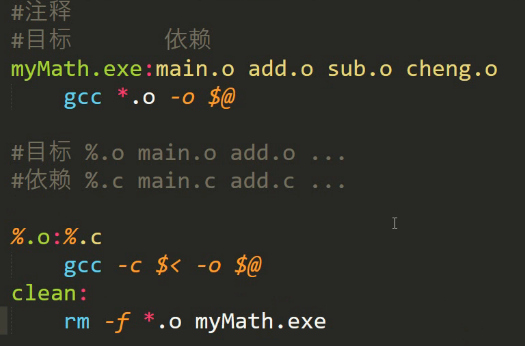 #注释
#目标 依赖
myMath.exe:main.o add.o sub.o cheng.o
gcc *.o -o $@
#目标 %.o main.o add.o ...
#依赖 %.c main.c add.c ...
%.o:%.c
gcc -c $< -o $@
clean:
rm -f *.o myMath.exe